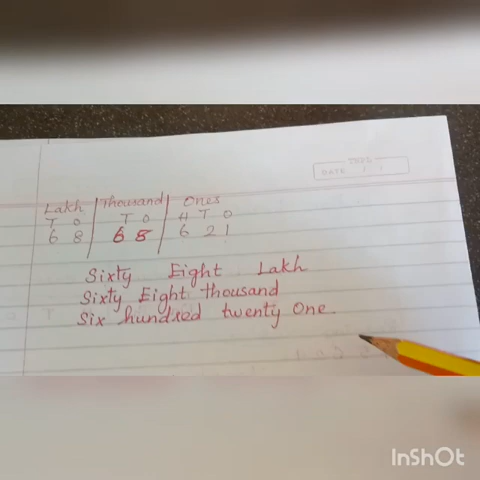 DATE
Lakh Thousand Ones
T O T O H T O
6 8 6 8 6 2 1
Sixty Eight Lakh
Sixty Eight thousand
Six hundred twenty One.
InShOt